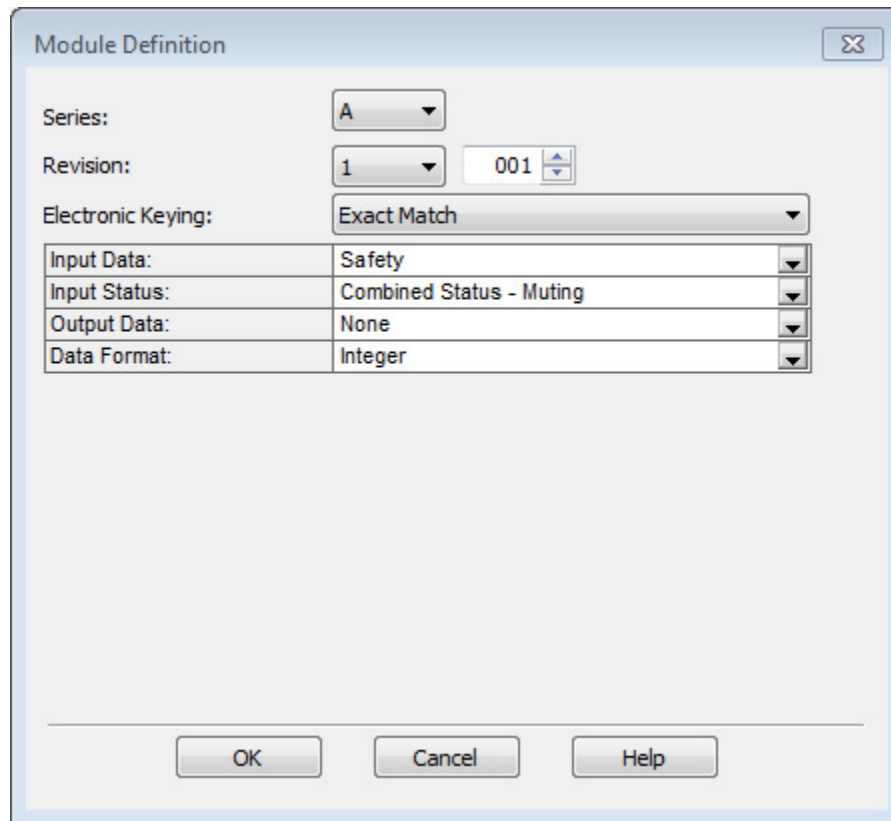 Module Definition
Series: A
Revision: 1 001
Electronic Keying: Exact Match
Input Data: Safety
Input Status: Combined Status - Muting
Output Data: None
Data Format: Integer
OK Cancel Help